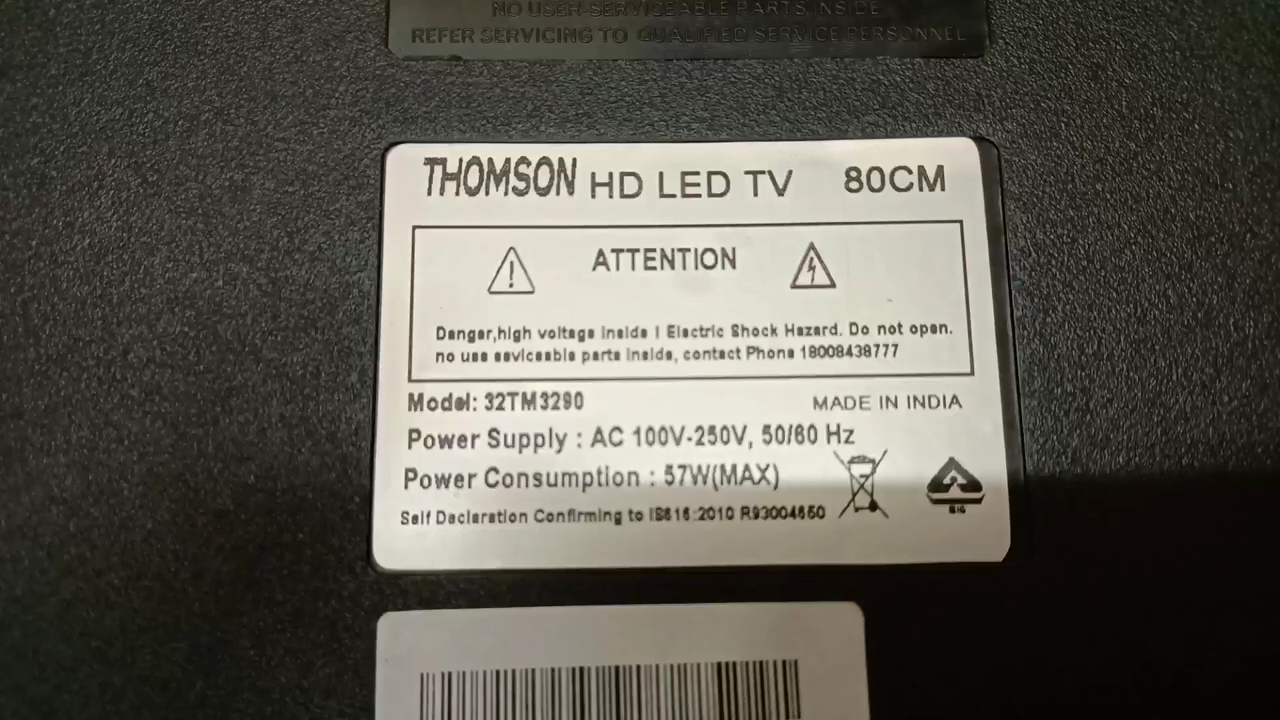 NO USER-SERVICEABLE PARTS INSIDE
REFER SERVICING TO QUALIFIED SERVICE PERSONNEL
THOMSON HD LED TV 80CM
ATTENTION
Danger,high voltage inside ! Electric Shock Hazard. Do not open.
no use seviceable parts inside, contact Phone 18008438777
Model: 32TM3290
MADE IN INDIA
Power Supply : AC 100V-250V, 50/60 Hz
Power Consumption : 57W(MAX)
Self Declaration Confirming to IS616:2010 R93004650
BIS